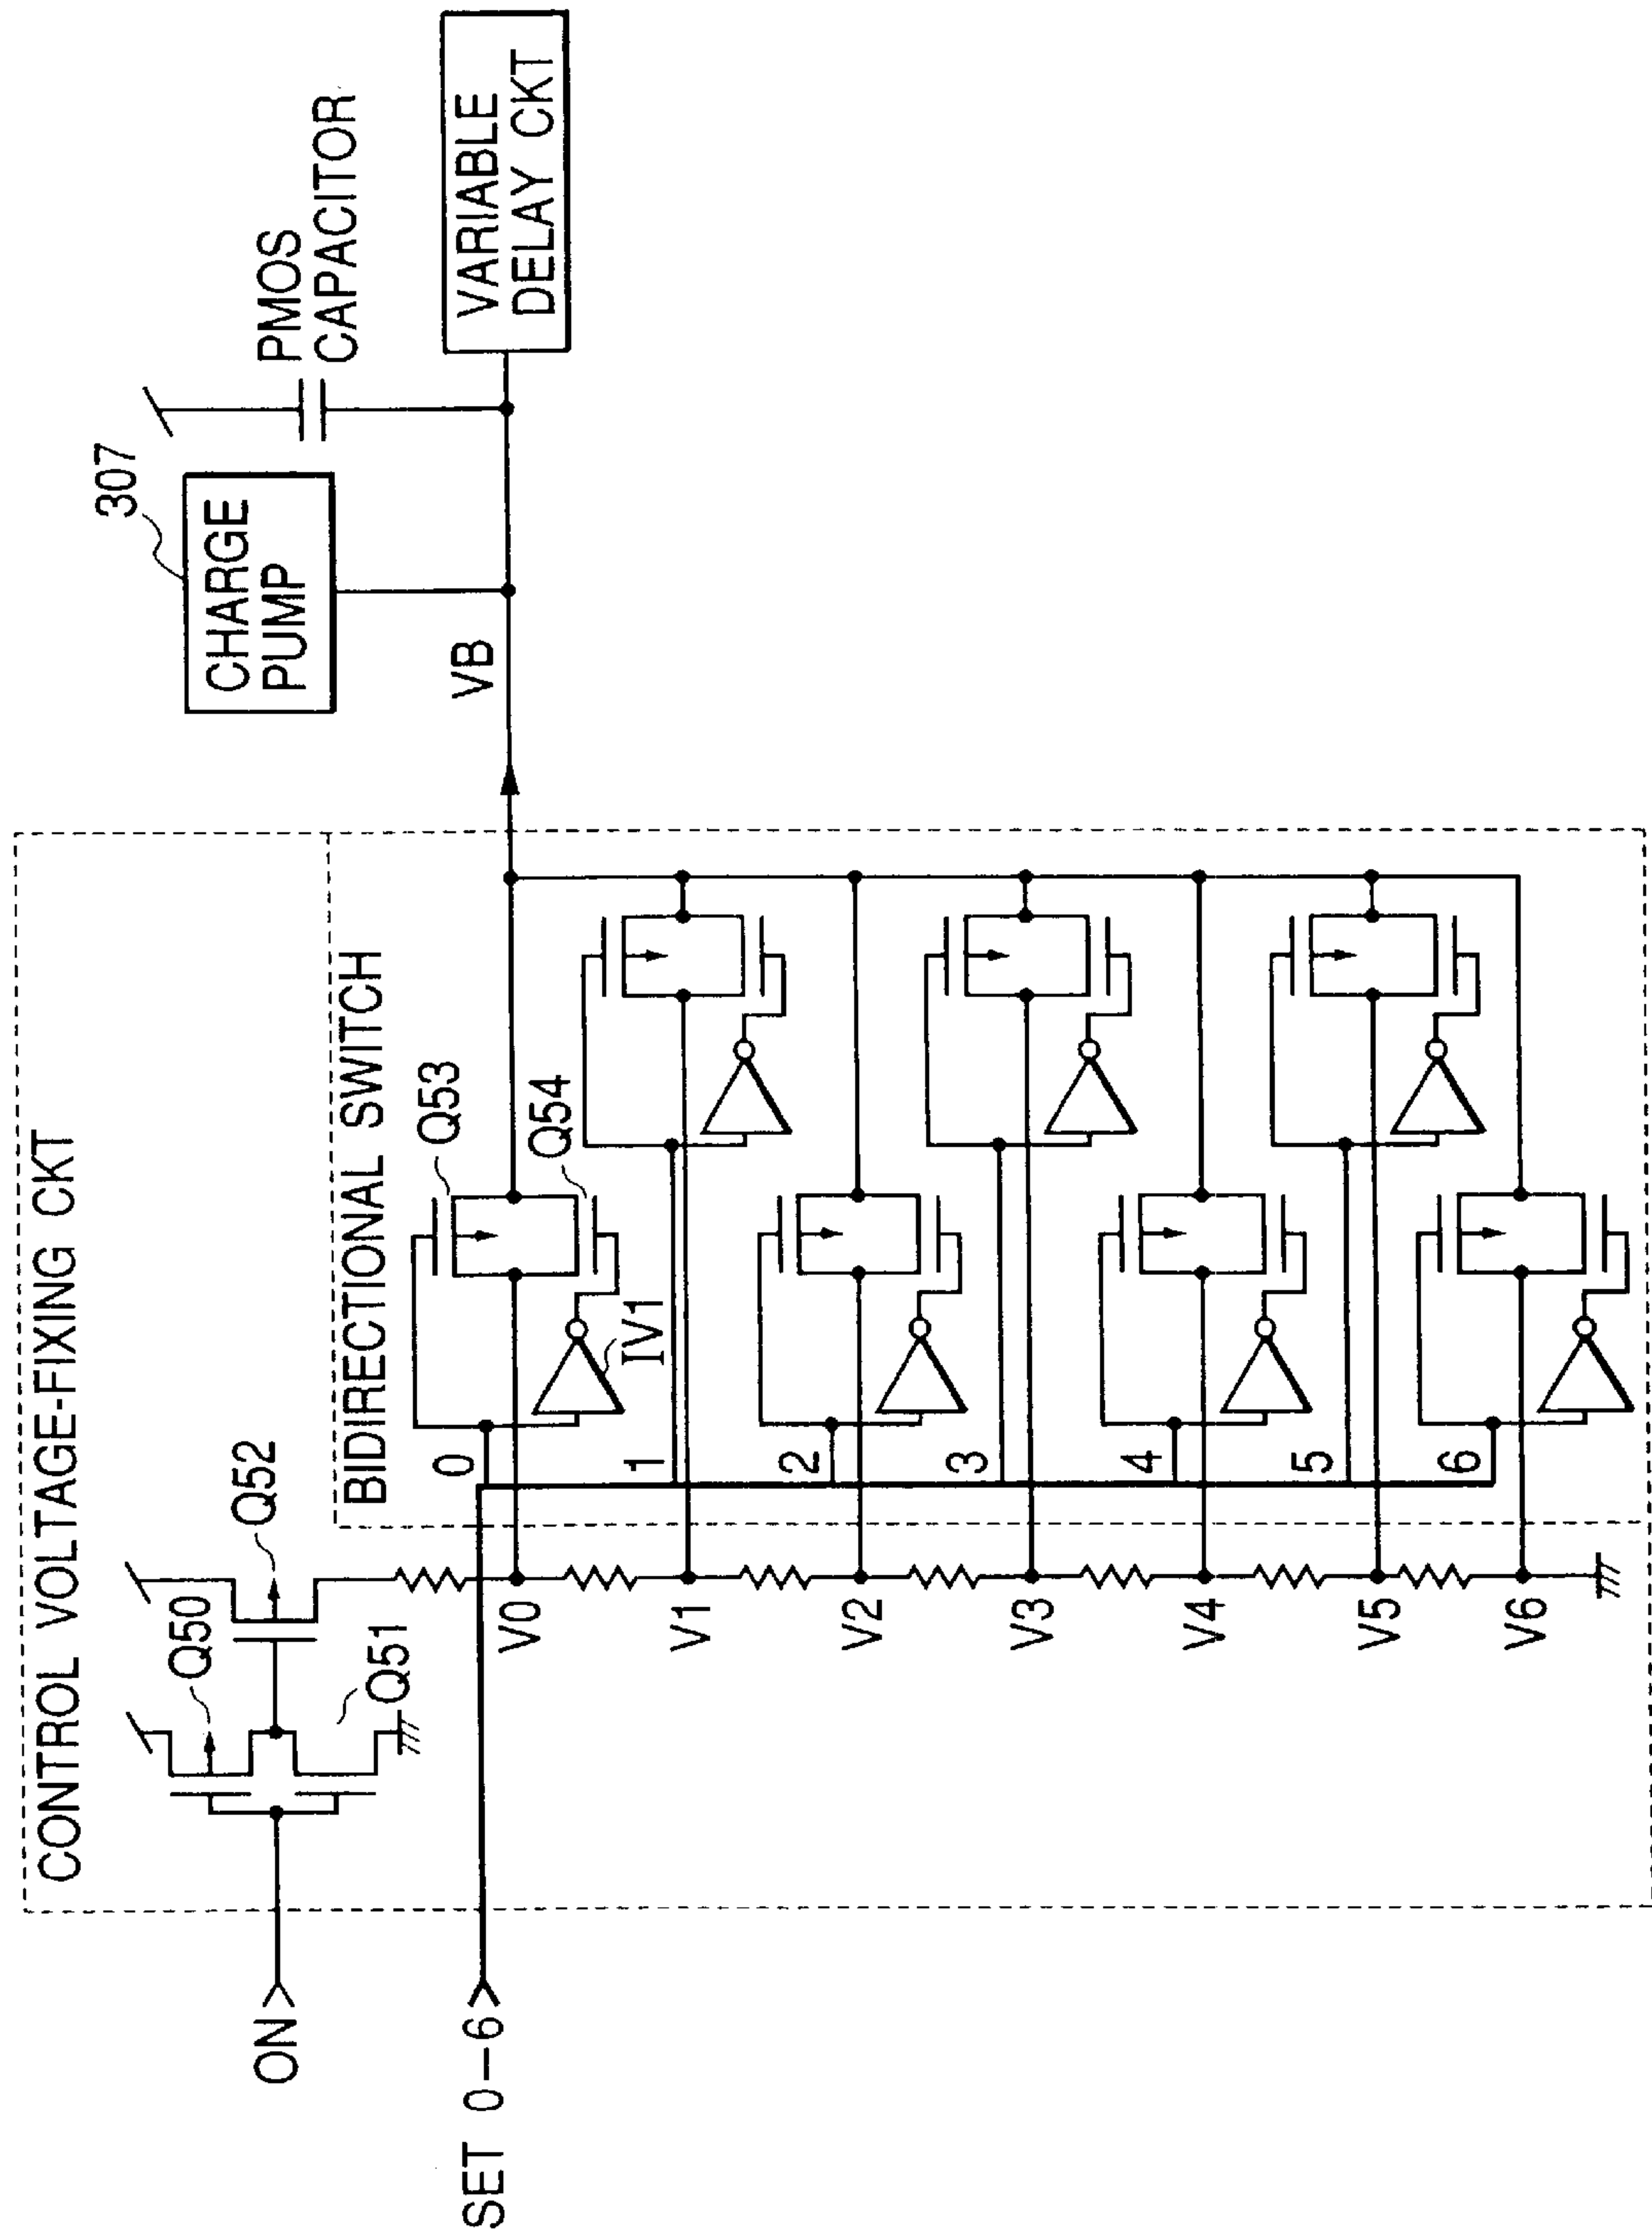 CONTROL VOLTAGE-FIXING CKT
ON
Q50
Q51
Q52
SET 0-6
BIDIRECTIONAL SWITCH
V0
V1
V2
V3
V4
V5
V6
0
1
2
3
4
5
6
Q53
Q54
IV1
VB
307
CHARGE
PUMP
PMOS
CAPACITOR
VARIABLE
DELAY CKT